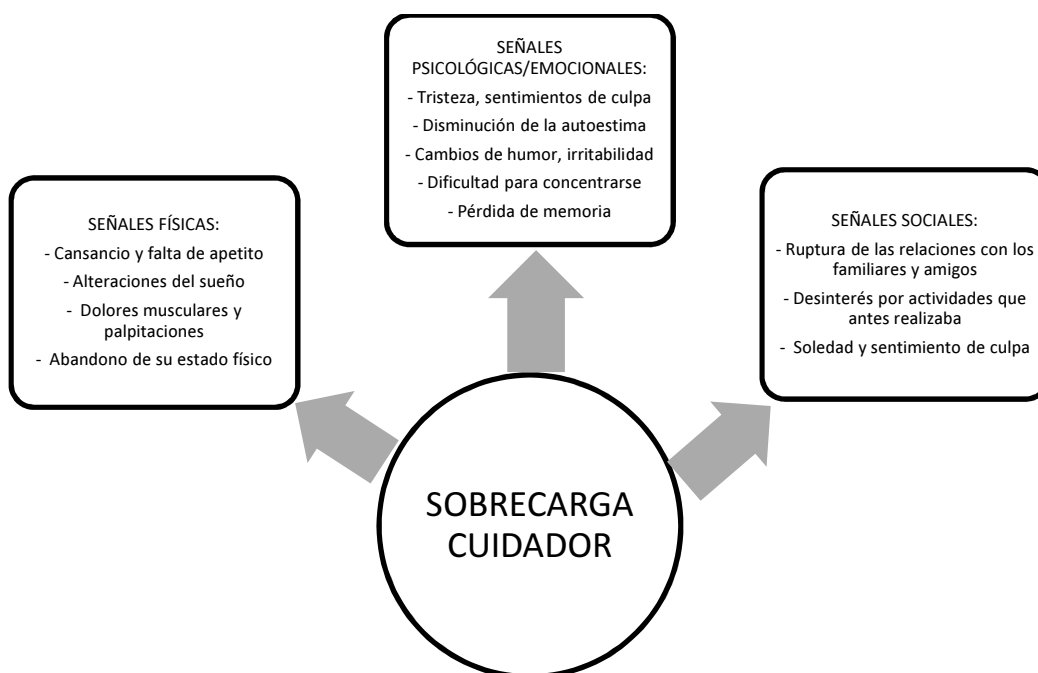 SEÑALES
PSICOLÓGICAS/EMOCIONALES:
- Tristeza, sentimientos de culpa
- Disminución de la autoestima
- Cambios de humor, irritabilidad
- Dificultad para concentrarse
- Pérdida de memoria
SEÑALES FÍSICAS:
- Cansancio y falta de apetito
- Alteraciones del sueño
- Dolores musculares y
palpitaciones
- Abandono de su estado físico
SEÑALES SOCIALES:
- Ruptura de las relaciones con los
familiares y amigos
- Desinterés por actividades que
antes realizaba
- Soledad y sentimiento de culpa
SOBRECARGA
CUIDADOR